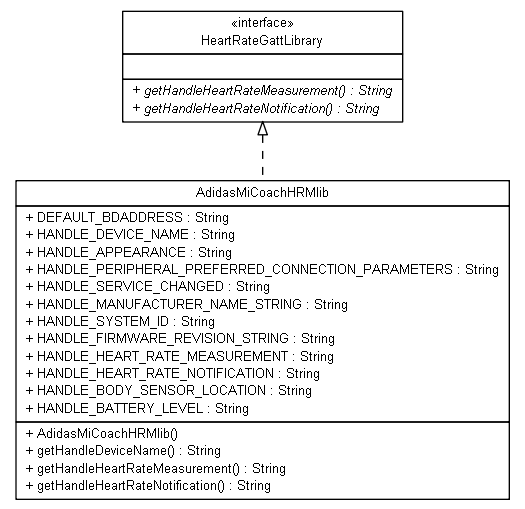 «interface»
HeartRateGattLibrary
+ getHandleHeartRateMeasurement() : String
+ getHandleHeartRateNotification() : String
AdidasMiCoachHRMlib
+ DEFAULT_BDADDRESS : String
+ HANDLE_DEVICE_NAME : String
+ HANDLE_APPEARANCE : String
+ HANDLE_PERIPHERAL_PREFERRED_CONNECTION_PARAMETERS : String
+ HANDLE_SERVICE_CHANGED : String
+ HANDLE_MANUFACTURER_NAME_STRING : String
+ HANDLE_SYSTEM_ID : String
+ HANDLE_FIRMWARE_REVISION_STRING : String
+ HANDLE_HEART_RATE_MEASUREMENT : String
+ HANDLE_HEART_RATE_NOTIFICATION : String
+ HANDLE_BODY_SENSOR_LOCATION : String
+ HANDLE_BATTERY_LEVEL : String
+ AdidasMiCoachHRMlib()
+ getHandleDeviceName() : String
+ getHandleHeartRateMeasurement() : String
+ getHandleHeartRateNotification() : String